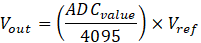 V_out = (ADC_value / 4095) × V_ref